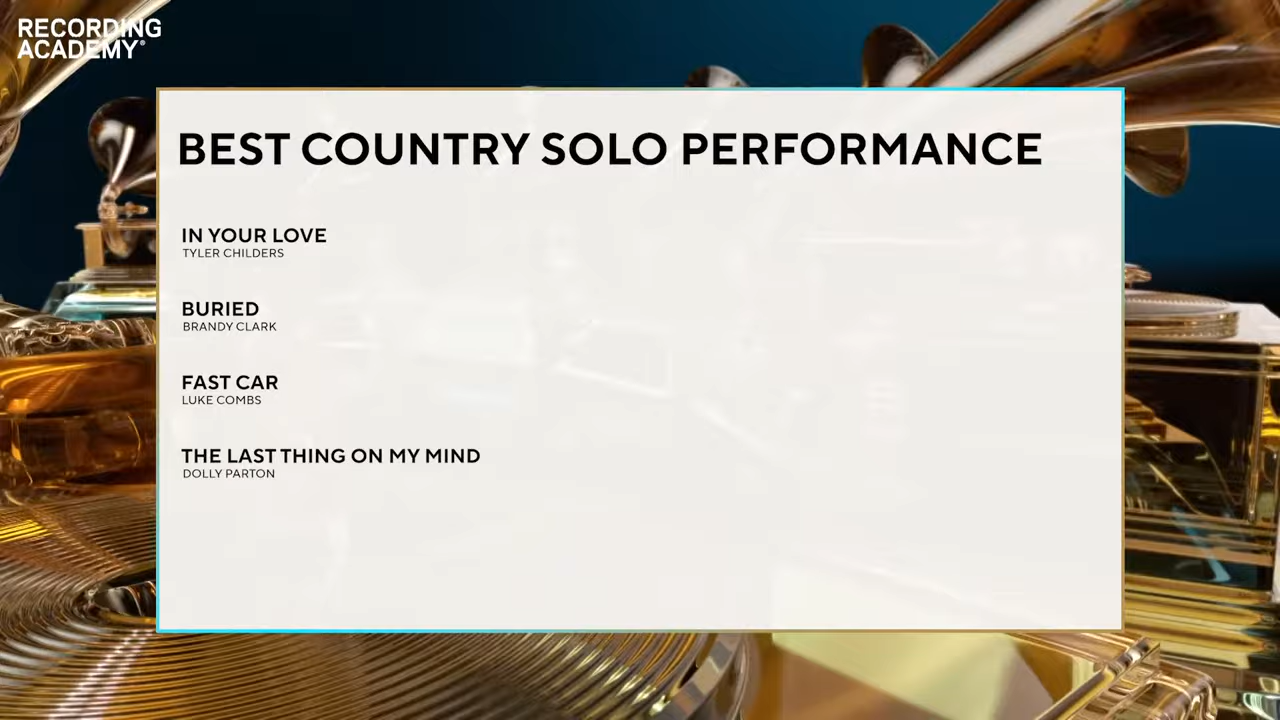 RECORDING
ACADEMY®
BEST COUNTRY SOLO PERFORMANCE
IN YOUR LOVE
TYLER CHILDERS
BURIED
BRANDY CLARK
FAST CAR
LUKE COMBS
THE LAST THING ON MY MIND
DOLLY PARTON